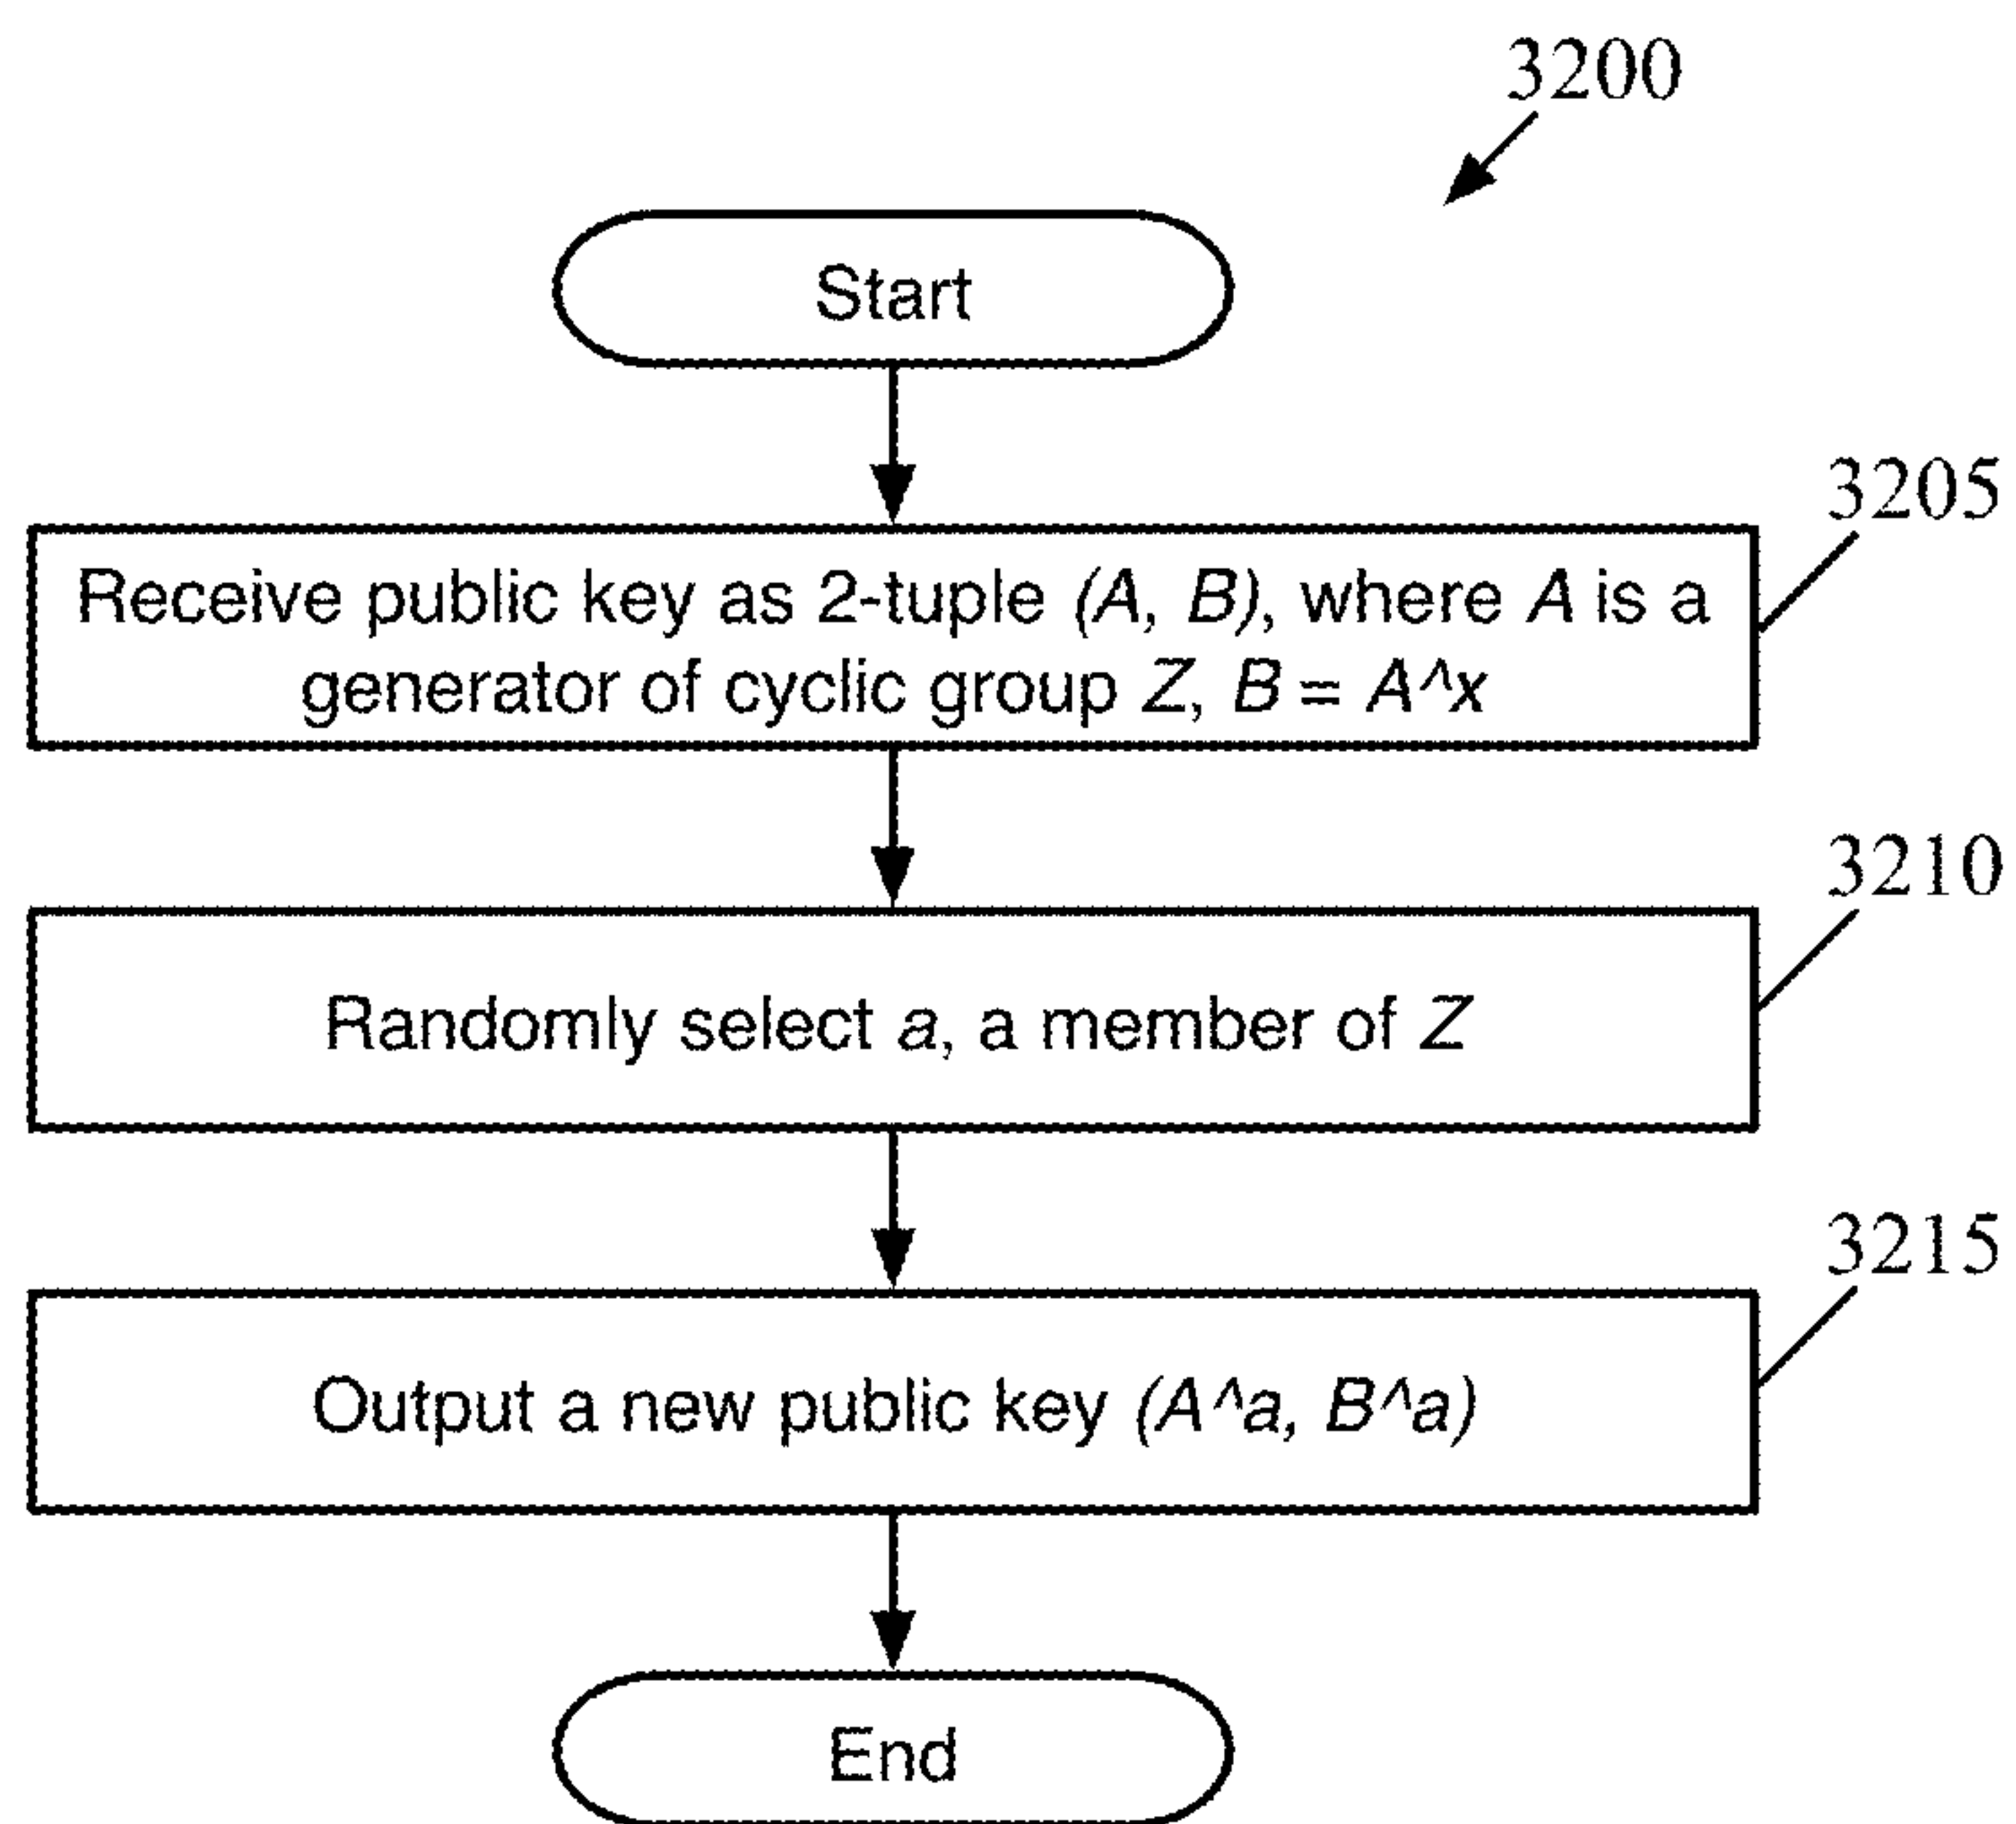 3200
Start
3205
Receive public key as 2-tuple (A, B), where A is a
generator of cyclic group Z, B = A^x
3210
Randomly select a, a member of Z
3215
Output a new public key (A^a, B^a)
End